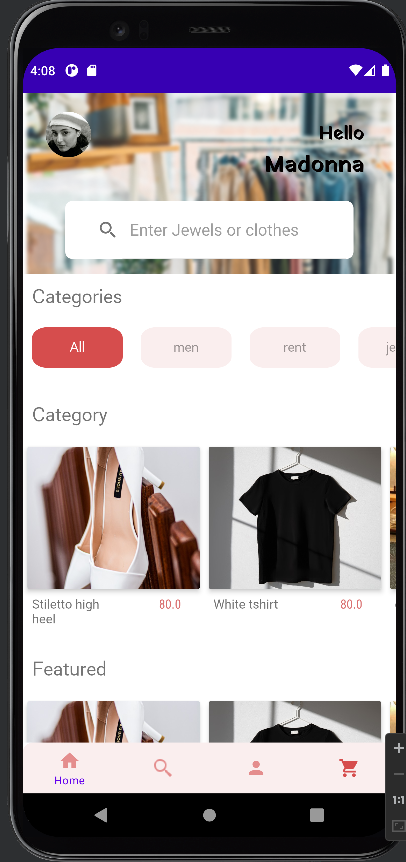 4:08
Hello
Madonna
Enter Jewels or clothes
Categories
All
men
rent
je
Category
Stiletto high
heel
80.0
White tshirt
80.0
Featured
Home
1:1